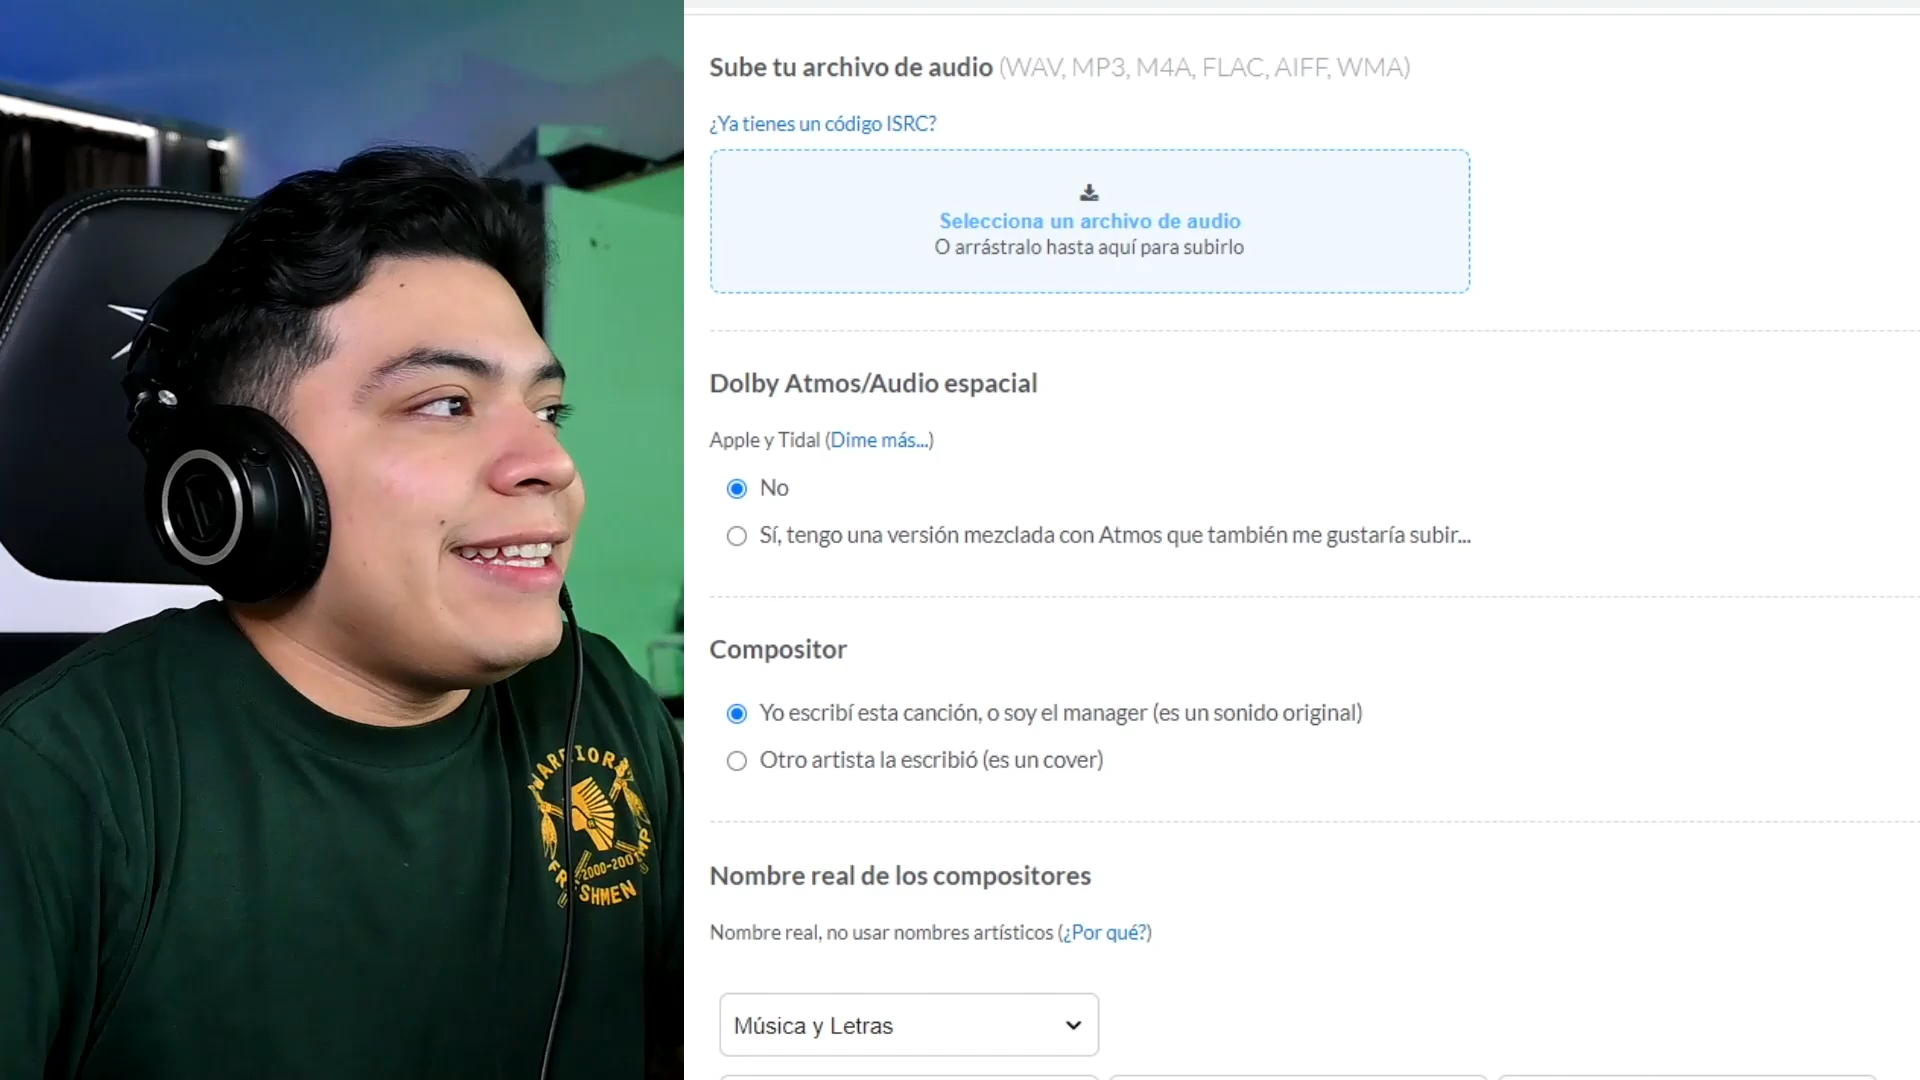 Sube tu archivo de audio (WAV, MP3, M4A, FLAC, AIFF, WMA)
¿Ya tienes un código ISRC?
Selecciona un archivo de audio
O arrástralo hasta aquí para subirlo
Dolby Atmos/Audio espacial
Apple y Tidal (Dime más...)
No
Sí, tengo una versión mezclada con Atmos que también me gustaría subir...
Compositor
Yo escribí esta canción, o soy el manager (es un sonido original)
Otro artista la escribió (es un cover)
Nombre real de los compositores
Nombre real, no usar nombres artísticos (¿Por qué?)
Música y Letras
WARRIORS
2000-200
FRESHMEN